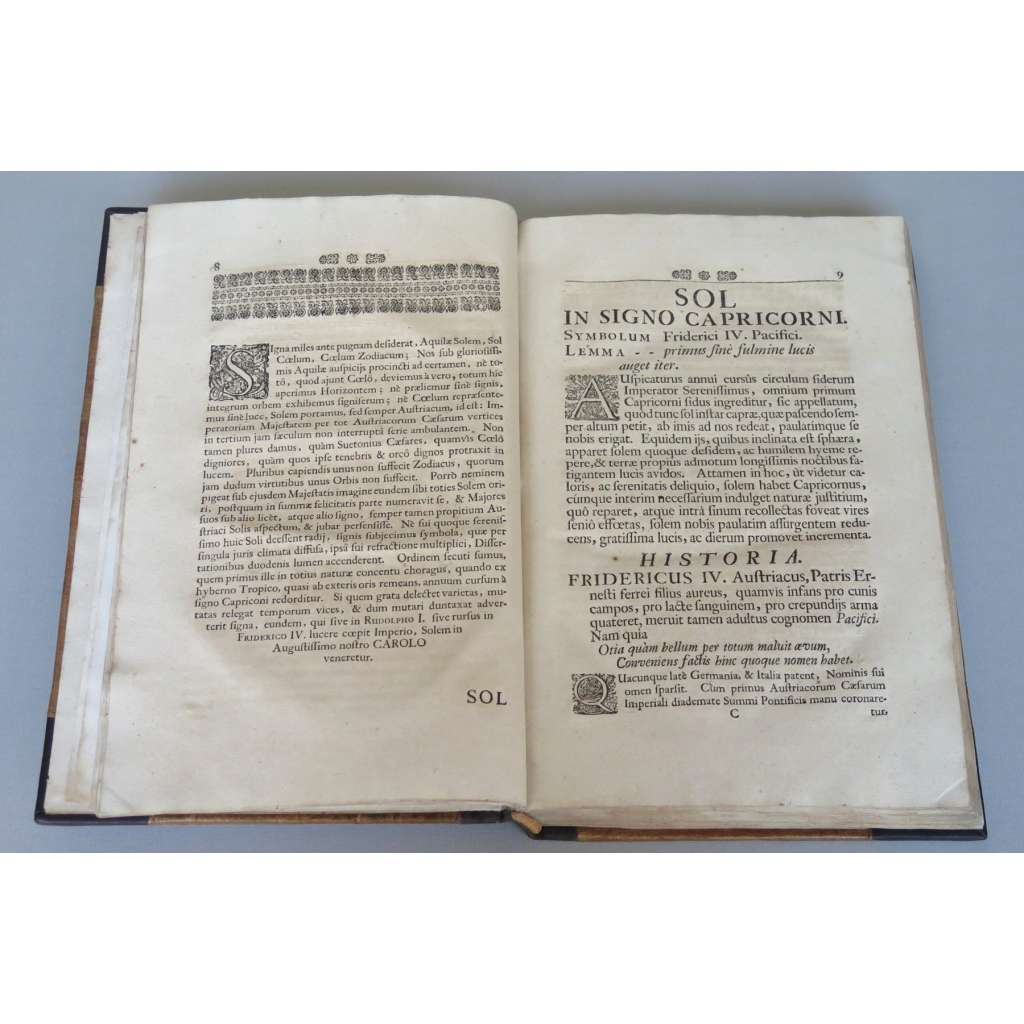 8
SIgna miles ante pugnam desiderat, Aquilæ Solem, Sol
Cœlum, Cœlum Zodiacum; Nos sub gloriosissi-
mis Aquilæ auspicijs procincti ad certamen, nè to-
tô, quod ajunt Cœlô, deviemus à vero, totum hîc
aperimus Horizontem; nè præliemur sinè signis,
integrum orbem exhibemus signiferum; nè Cœlum repræsente-
mus sinè luce, Solem portamus, sed semper Austriacum, id est: Im-
peratoriam Majestatem per tot Austriacorum Cæsarum vertices
in tertium jam sæculum non interruptâ serie ambulantem. Non
tamen plures damus, quàm Suetonius Cæsares, quamvis Cœlô
digniores, quàm quos ipse tenebris & orcô dignos protraxit in
lucem. Pluribus capiendis unus non suffecit Zodiacus, quorum
jam dudum virtutibus unus Orbis non suffecit. Porrò neminem
pigeat sub ejusdem Majestatis imagine eundem sibi toties Solem ori-
ri, postquam in summæ felicitatis parte numeravit se, & Majores
suos sub alio licèt, atque alio signo, semper tamen propitium Au-
striaci Solis aspectum, & jubar persensisse. Nè sui quoque serenis-
simo huic Soli deessent radij, signis subjecimus symbola, quæ per
singula juris climata diffusa, ipsâ sui refractione multiplici, Disser-
tationibus duodenis lumen accenderent. Ordinem secuti sumus,
quem primus ille in totius naturæ concentu choragus, quando ex
hyberno Tropico, quasi ab exteris oris remeans, annuum cursum à
signo Capriconi redorditur. Si quem grata delectet varietas, mu-
tatas relegat temporum vices, & dum mutari duntaxat adver-
terit signa, eundem, qui sive in RUDOLPHO I. sive rursus in
FRIDERICO IV. lucere cœpit Imperio, Solem in
Augustissimo nostro CAROLO
veneretur.
SOL
9
SOL
IN SIGNO CAPRICORNI.
SYMBOLUM Friderici IV. Pacifici.
LEMMA - - primus sinè fulmine lucis
auget iter.
AUspicaturus annui cursûs circulum siderum
Imperator Serenissimus, omnium primum
Capricorni sidus ingreditur, sic appellatum,
quòd tunc sol instar capræ, quæ pascendo sem-
per altum petit, ab imis ad nos redeat, paulatimque se
nobis erigat. Equidem ijs, quibus inclinata est sphæra,
apparet solem quoque desidem, ac humilem hyeme re-
pere, & terræ propiùs admotum longissimis noctibus fa-
tigantem lucis avidos. Attamen in hoc, ut videtur ca-
loris, ac serenitatis deliquio, solem habet Capricornus,
cùmque interim necessarium indulget naturæ justitium,
quô reparet, atque intrà sinum recollectas foveat vires
seniô effœtas, solem nobis paulatim assurgentem redu-
cens, gratissima lucis, ac dierum promovet incrementa.
HISTORIA.
FRIDERICUS IV. Austriacus, Patris Er-
nesti ferrei filius aureus, quamvis infans pro cunis
campos, pro lacte sanguinem, pro crepundijs arma
quateret, meruit tamen adultus cognomen Pacifici.
Nam quia
Otia quàm bellum per totum maluit ævum,
Conveniens factis hinc quoque nomen habet.
QUacunque latè Germania, & Italia patent, Nominis sui
omen sparsit. Cùm primus Austriacorum Cæsarum
Imperiali diademate Summi Pontificis manu coronare-
C
tur,